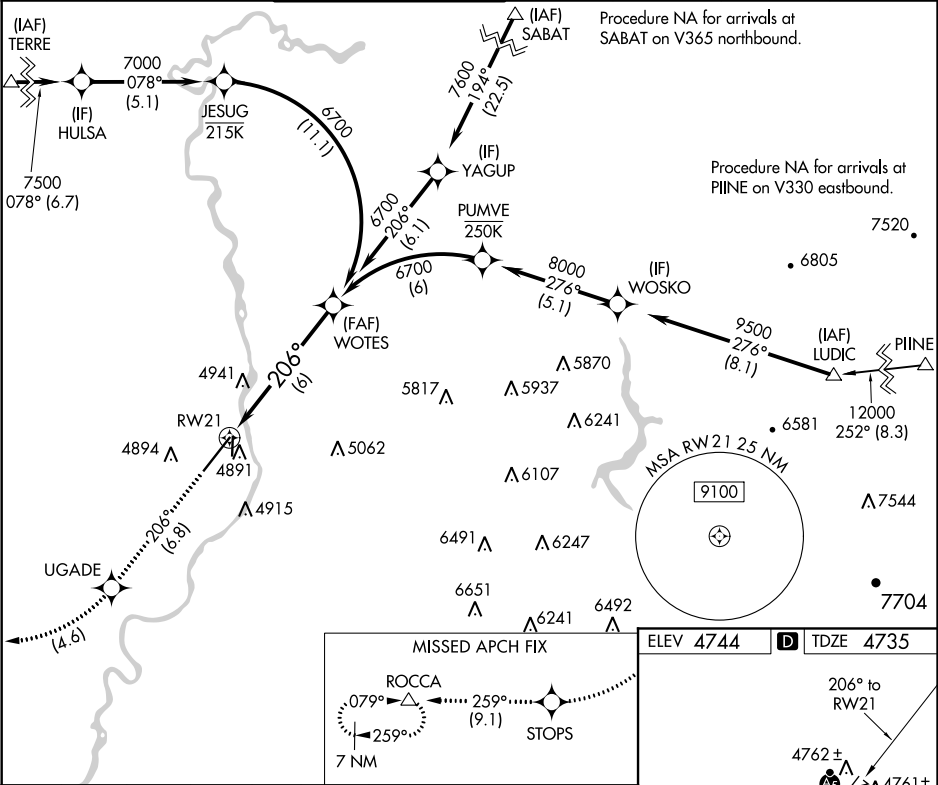 (IAF)
TERRE
7000
078°
(5.1)
(IF)
HULSA
7500
078° (6.7)
JESUG
215K
6700
(11.1)
(IAF)
SABAT
Procedure NA for arrivals at
SABAT on V365 northbound.
7600
194°
(22.5)
(IF)
YAGUP
6700
206°
(6.1)
Procedure NA for arrivals at
PIINE on V330 eastbound.
PUMVE
250K
6700
(6)
8000
276°
(5.1)
(IF)
WOSKO
7520
6805
9500
276°
(8.1)
(IAF)
LUDIC
PIINE
12000
252° (8.3)
(FAF)
WOTES
206°
(6)
4941
RW21
4894
4891
4915
5062
5817
5937
5870
6241
6107
6581
6491
6247
6651
6241
6492
7544
7704
MSA RW21 25 NM
9100
206°
(6.8)
UGADE
(4.6)
MISSED APCH FIX
ROCCA
079°
259°
7 NM
259°
(9.1)
STOPS
ELEV 4744
D
TDZE 4735
206° to
RW21
4762 ±
A5
4761±